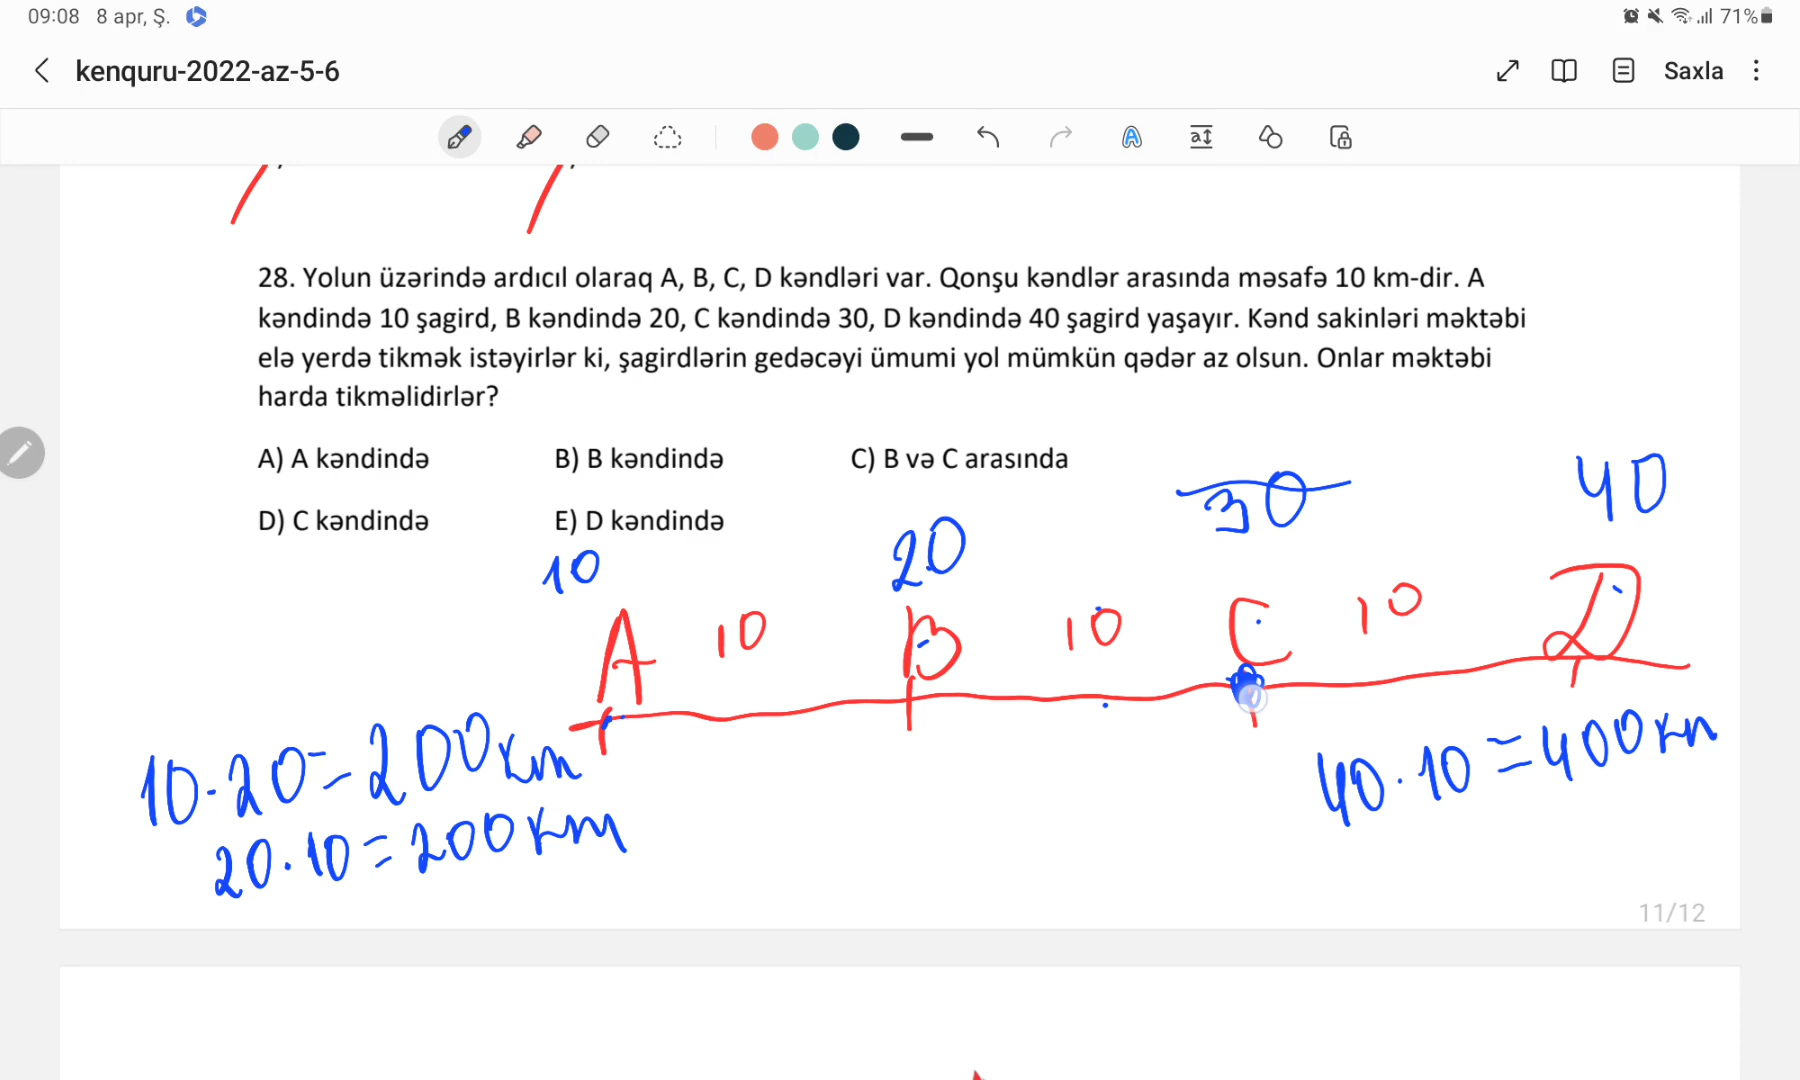 09:08 8 apr, Ş. 71%
kenquru-2022-az-5-6 Saxla
28. Yolun üzərində ardıcıl olaraq A, B, C, D kəndləri var. Qonşu kəndlər arasında məsafə 10 km-dir. A
kəndində 10 şagird, B kəndində 20, C kəndində 30, D kəndində 40 şagird yaşayır. Kənd sakinləri məktəbi
elə yerdə tikmək istəyirlər ki, şagirdlərin gedəcəyi ümumi yol mümkün qədər az olsun. Onlar məktəbi
harda tikməlidirlər?
A) A kəndində B) B kəndində C) B və C arasında
D) C kəndində E) D kəndində
10 20 30 40
A 10 B 10 C 10 D
10·20=200км
20·10=200км
40·10=400км
11/12